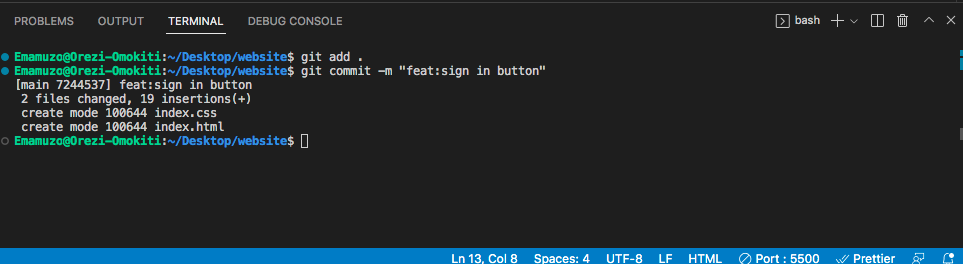 PROBLEMS OUTPUT TERMINAL DEBUG CONSOLE bash
Emamuzo@Orezi-Omokiti:~/Desktop/website$ git add .
Emamuzo@Orezi-Omokiti:~/Desktop/website$ git commit -m "feat:sign in button"
[main 7244537] feat:sign in button
2 files changed, 19 insertions(+)
create mode 100644 index.css
create mode 100644 index.html
Emamuzo@Orezi-Omokiti:~/Desktop/website$
Ln 13, Col 8 Spaces: 4 UTF-8 LF HTML Port : 5500 Prettier